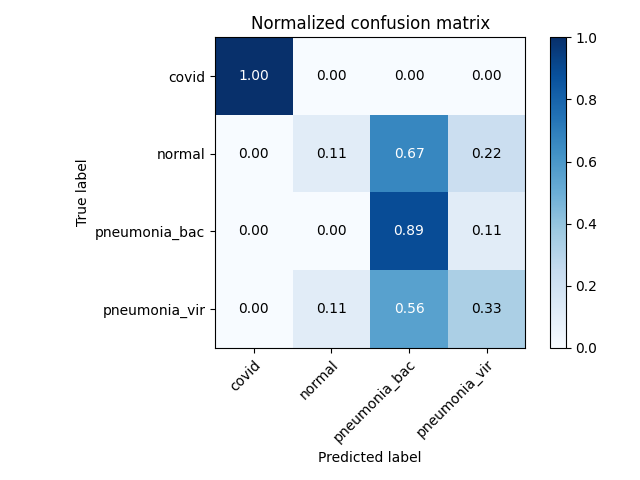 Normalized confusion matrix
True label
covid 1.00 0.00 0.00 0.00
normal 0.00 0.11 0.67 0.22
pneumonia_bac 0.00 0.00 0.89 0.11
pneumonia_vir 0.00 0.11 0.56 0.33
covid normal pneumonia_bac pneumonia_vir
Predicted label
1.0
0.8
0.6
0.4
0.2
0.0